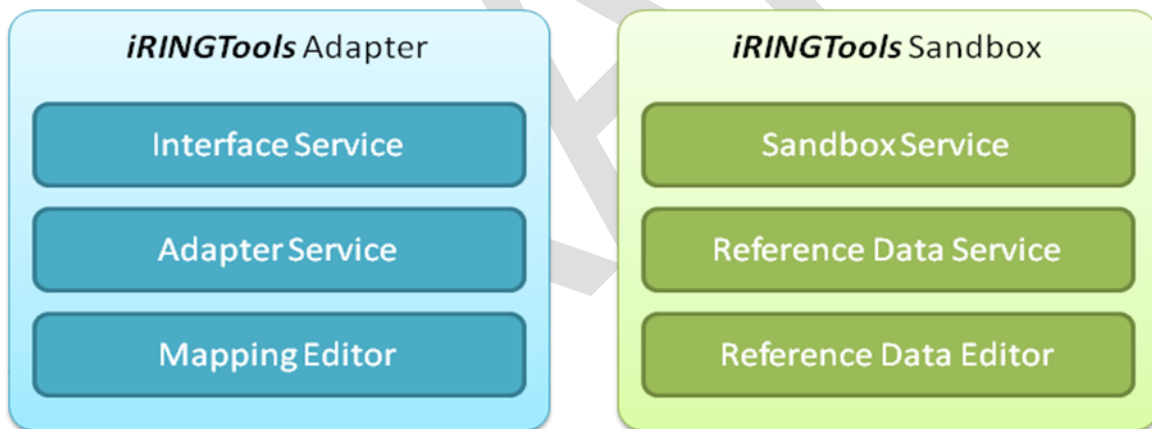 iRINGTools Adapter
Interface Service
Adapter Service
Mapping Editor
iRINGTools Sandbox
Sandbox Service
Reference Data Service
Reference Data Editor